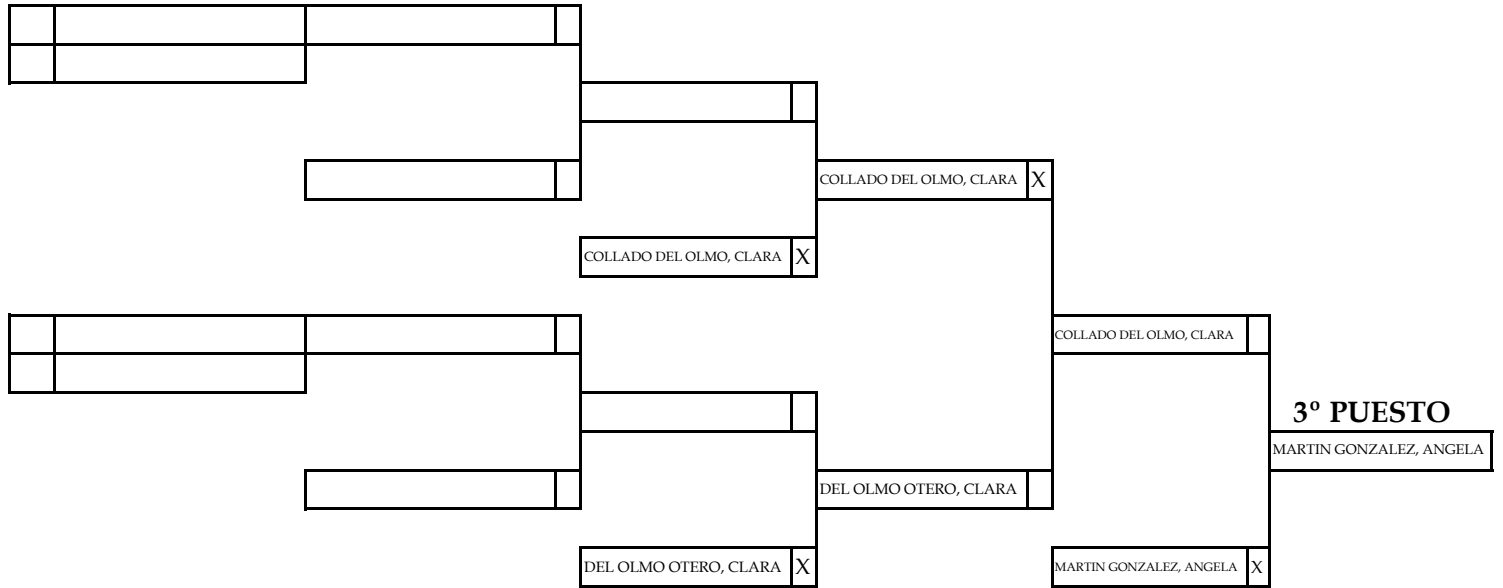 COLLADO DEL OLMO, CLARA X
COLLADO DEL OLMO, CLARA X
COLLADO DEL OLMO, CLARA
3º PUESTO
MARTIN GONZALEZ, ANGELA
DEL OLMO OTERO, CLARA
DEL OLMO OTERO, CLARA X
MARTIN GONZALEZ, ANGELA X